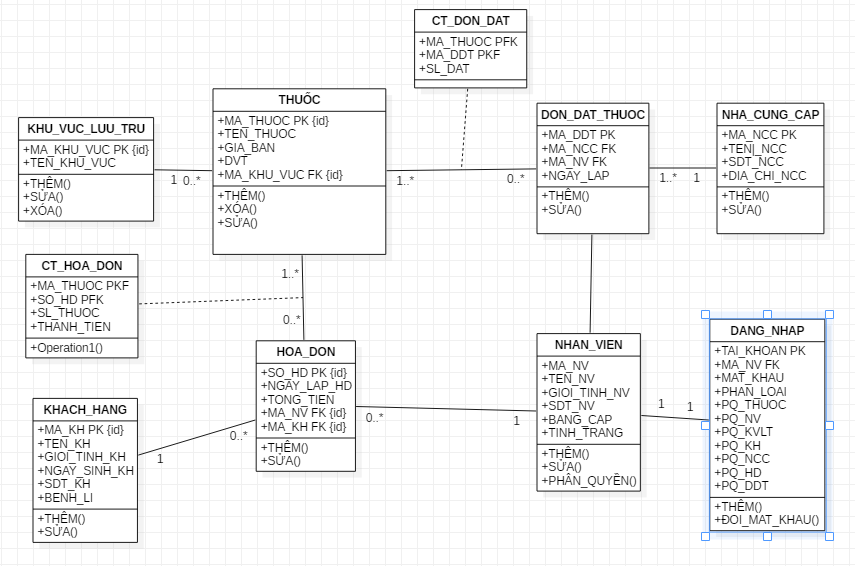 CT_DON_DAT
+MA_THUOC PFK
+MA_DDT PKF
+SL_DAT
THUỐC
+MA_THUOC PK {id}
+TEN_THUOC
+GIA_BAN
+DVT
+MA_KHU_VUC FK {id}
+THÊM()
+XÓA()
+SỬA()
DON_DAT_THUOC
+MA_DDT PK
+MA_NCC FK
+MA_NV FK
+NGAY_LAP
+THÊM()
+SỬA()
NHA_CUNG_CAP
+MA_NCC PK
+TENI_NCC
+SDT_NCC
+DIA_CHI_NCC
+THÊM()
+SỬA()
KHU_VUC_LUU_TRU
+MA_KHU_VUC PK {id}
+TEN_KHU_VUC
+THÊM()
+SỬA()
+XÓA()
1
0..*
1..*
0..*
1..*
1
CT_HOA_DON
+MA_THUOC PKF
+SO_HD PFK
+SL_THUOC
+THANH_TIEN
+Operation1()
1..*
0..*
HOA_DON
+SO_HD PK {id}
+NGAY_LAP_HD
+TONG_TIEN
+MA_NV FK {id}
+MA_KH FK {id}
+THÊM()
+SỬA()
NHAN_VIEN
+MA_NV
+TEN_NV
+GIOI_TINH_NV
+SDT_NV
+BANG_CAP
+TINH_TRANG
+THÊM()
+SỬA()
+PHÂN_QUYỀN()
DANG_NHAP
+TAI_KHOAN PK
+MA_NV FK
+MAT_KHAU
+PHAN_LOAI
+PQ_THUOC
+PQ_NV
+PQ_KVLT
+PQ_KH
+PQ_NCC
+PQ_HD
+PQ_DDT
+THÊM()
+ĐOI_MAT_KHAU()
KHACH_HANG
+MA_KH PK {id}
+TEN_KH
+GIOI_TINH_KH
+NGAY_SINH_KH
+SDT_KH
+BENH_LI
+THÊM()
+SỬA()
1
0..*
0..*
1
1
1